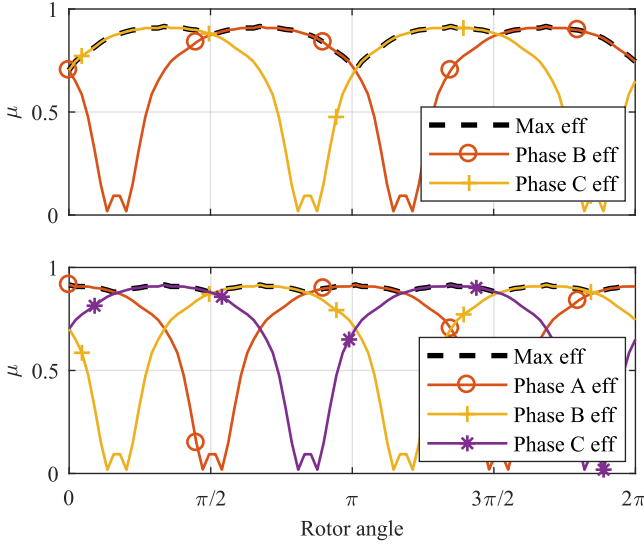 1
μ
0.5
0
Max eff
Phase B eff
Phase C eff
1
μ
0.5
0
Max eff
Phase A eff
Phase B eff
Phase C eff
0 π/2 π 3π/2 2π
Rotor angle